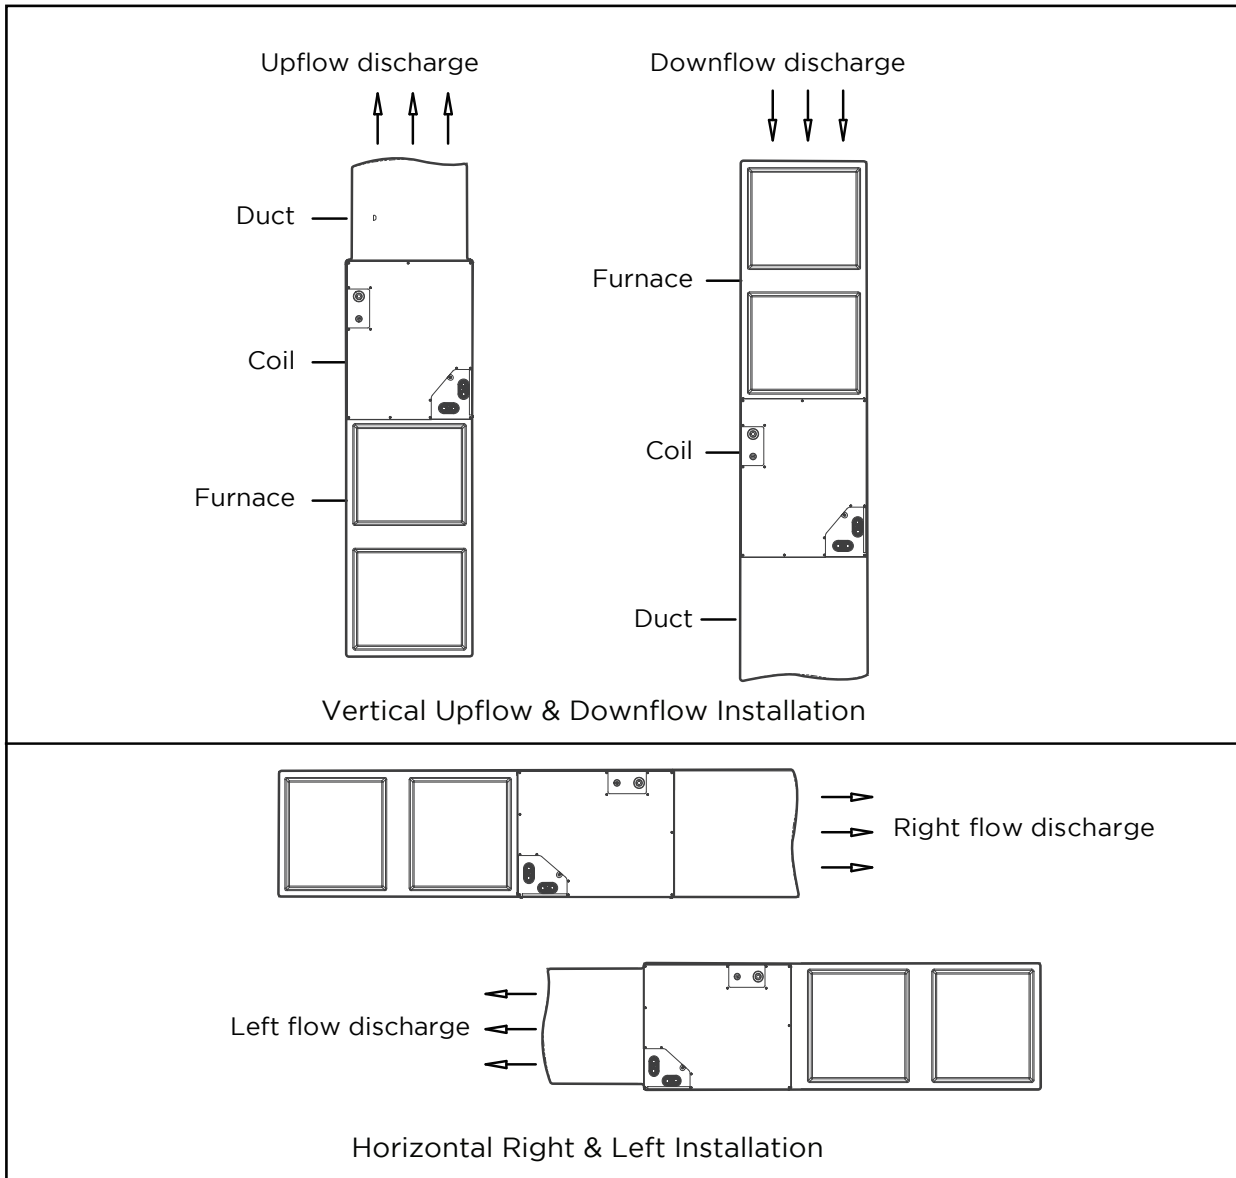 Upflow discharge
Downflow discharge
Duct
Furnace
Coil
Coil
Furnace
Duct
Vertical Upflow & Downflow Installation
Right flow discharge
Left flow discharge
Horizontal Right & Left Installation